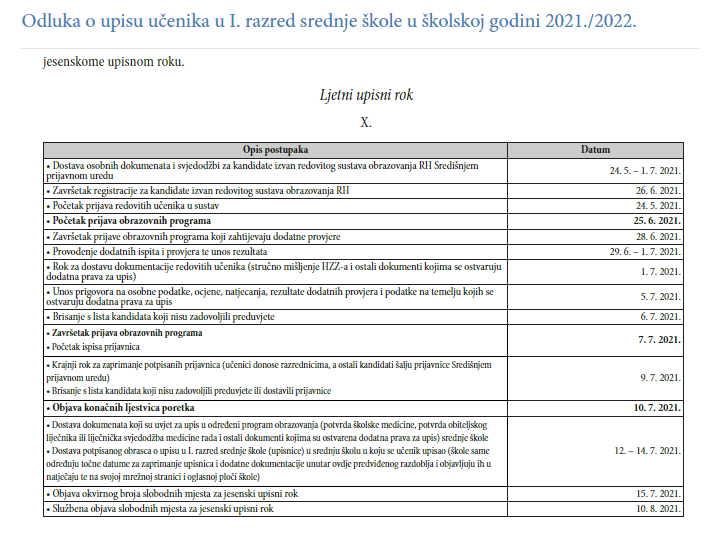 Odluka o upisu učenika u I. razred srednje škole u školskoj godini 2021./2022.
jesenskome upisnom roku.
Ljetni upisni rok
X.
Opis postupaka Datum
• Dostava osobnih dokumenata i svjedodžbi za kandidate izvan redovitog sustava obrazovanja RH Središnjem
prijavnom uredu 24. 5. – 1. 7. 2021.
• Završetak registracije za kandidate izvan redovitog sustava obrazovanja RH 26. 6. 2021.
• Početak prijava redovitih učenika u sustav 24. 5. 2021.
• Početak prijava obrazovnih programa 25. 6. 2021.
• Završetak prijave obrazovnih programa koji zahtijevaju dodatne provjere 28. 6. 2021.
• Provođenje dodatnih ispita i provjera te unos rezultata 29. 6. – 1. 7. 2021.
• Rok za dostavu dokumentacije redovitih učenika (stručno mišljenje HZZ-a i ostali dokumenti kojima se ostvaruju
dodatna prava za upis) 1. 7. 2021.
• Unos prigovora na osobne podatke, ocjene, natjecanja, rezultate dodatnih provjera i podatke na temelju kojih se
ostvaruju dodatna prava za upis 5. 7. 2021.
• Brisanje s lista kandidata koji nisu zadovoljili preduvjete 6. 7. 2021.
• Završetak prijava obrazovnih programa
• Početak ispisa prijavnica 7. 7. 2021.
• Krajnji rok za zaprimanje potpisanih prijavnica (učenici donose razrednicima, a ostali kandidati šalju prijavnice Središnjem
prijavnom uredu)
• Brisanje s lista kandidata koji nisu zadovoljili preduvjete ili dostavili prijavnice 9. 7. 2021.
• Objava konačnih ljestvica poretka 10. 7. 2021.
• Dostava dokumenata koji su uvjet za upis u određeni program obrazovanja (potvrda školske medicine, potvrda obiteljskog
liječnika ili liječnička svjedodžba medicine rada i ostali dokumenti kojima su ostvarena dodatna prava za upis) srednje škole
• Dostava potpisanog obrasca o upisu u I. razred srednje škole (upisnice) u srednju školu u koju se učenik upisao (škole same
određuju točne datume za zaprimanje upisnica i dodatne dokumentacije unutar ovdje predviđenog razdoblja i objavljuju ih u
natječaju te na svojoj mrežnoj stranici i oglasnoj ploči škole) 12. – 14. 7. 2021.
• Objava okvirnog broja slobodnih mjesta za jesenski upisni rok 15. 7. 2021.
• Službena objava slobodnih mjesta za jesenski upisni rok 10. 8. 2021.